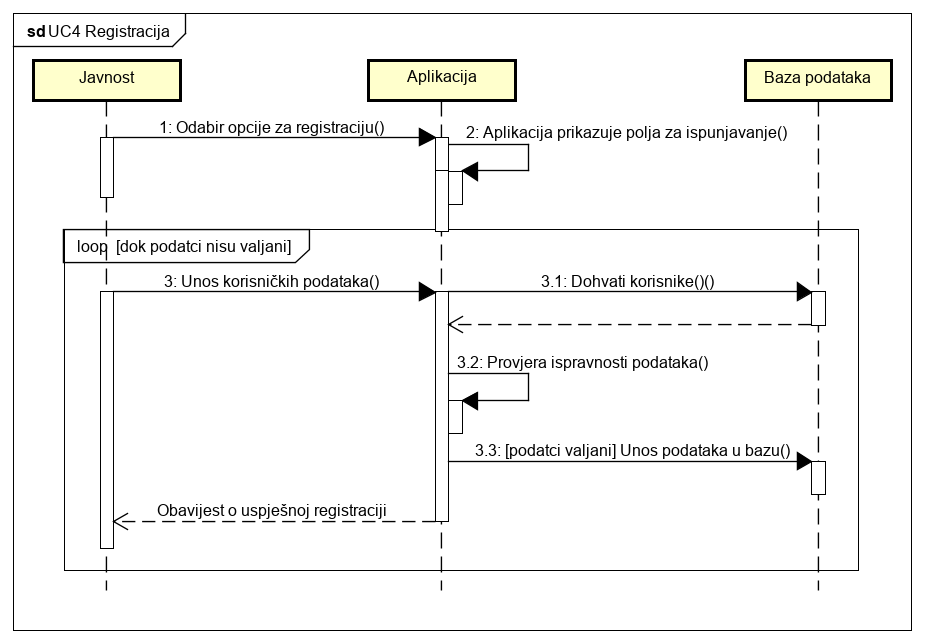 sd UC4 Registracija
Javnost
Aplikacija
Baza podataka
1: Odabir opcije za registraciju()
2: Aplikacija prikazuje polja za ispunjavanje()
loop [dok podatci nisu valjani]
3: Unos korisničkih podataka()
3.1: Dohvati korisnike()()
3.2: Provjera ispravnosti podataka()
3.3: [podatci valjani] Unos podataka u bazu()
Obavijest o uspješnoj registraciji